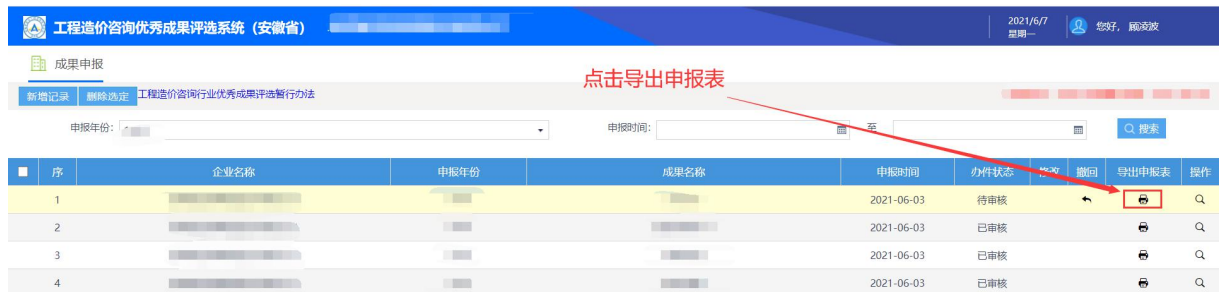 工程造价咨询优秀成果评选系统（安徽省）
2021/6/7
星期一
您好，顾凌波
成果申报
点击导出申报表
新增记录 删除选定 工程造价咨询行业优秀成果评选暂行办法
申报年份： 申报时间： 至 搜索
序 企业名称 申报年份 成果名称 申报时间 办件状态 修改 撤回 导出申报表 操作
1 2021-06-03 待审核
2 2021-06-03 已审核
3 2021-06-03 已审核
4 2021-06-03 已审核